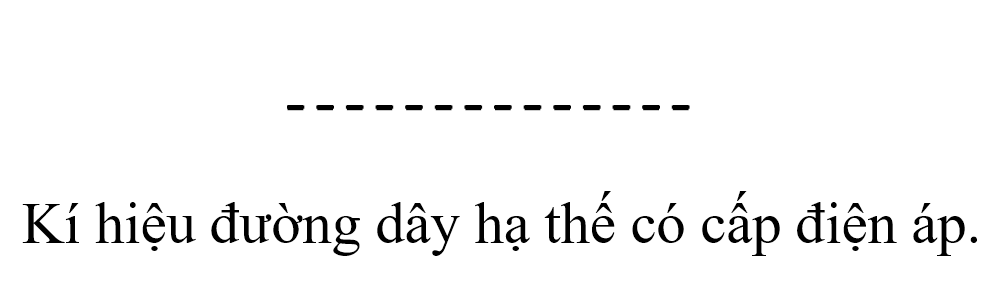 Kí hiệu đường dây hạ thế có cấp điện áp.